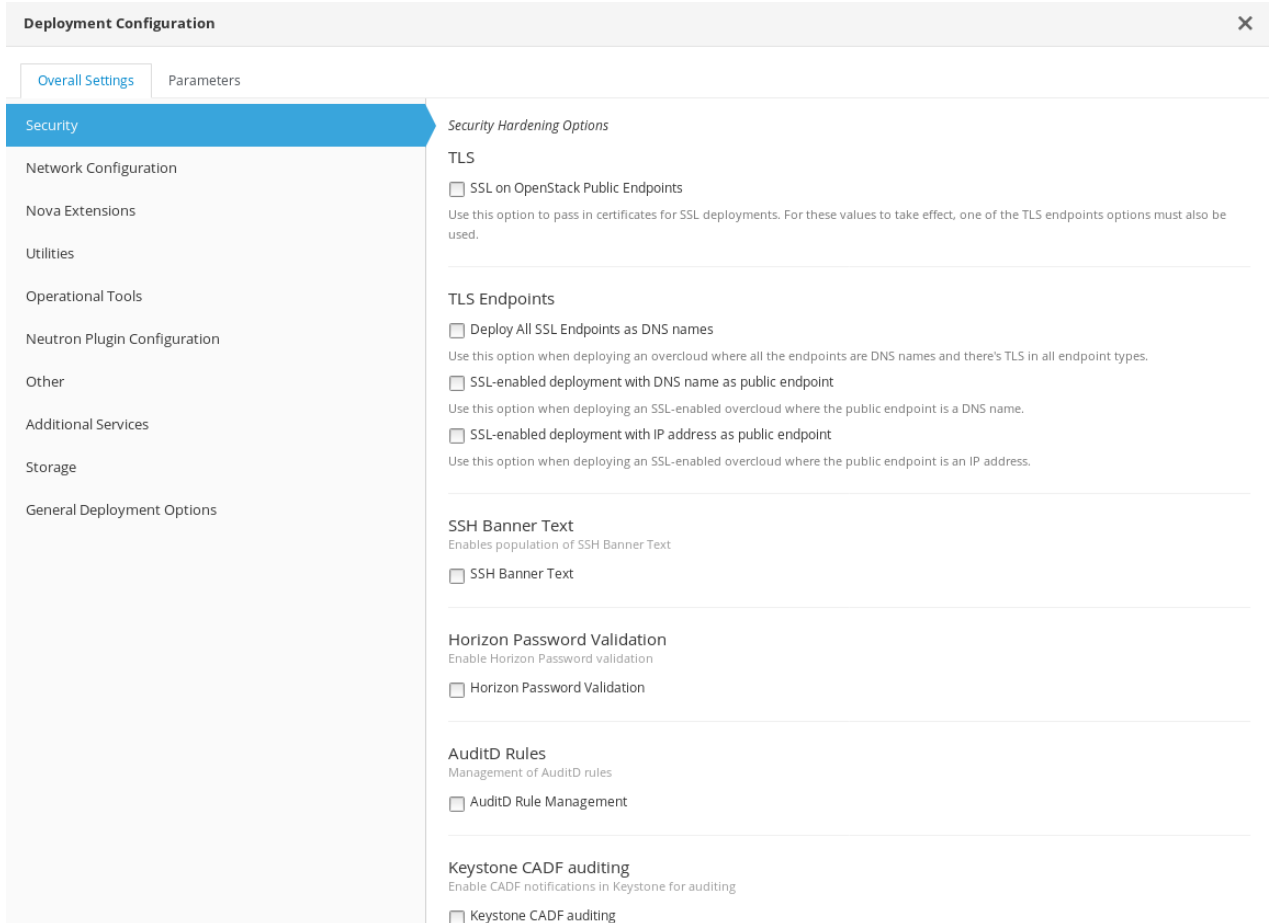 Deployment Configuration
Overall Settings
Parameters
Security
Network Configuration
Nova Extensions
Utilities
Operational Tools
Neutron Plugin Configuration
Other
Additional Services
Storage
General Deployment Options
Security Hardening Options
TLS
SSL on OpenStack Public Endpoints
Use this option to pass in certificates for SSL deployments. For these values to take effect, one of the TLS endpoints options must also be
used.
TLS Endpoints
Deploy All SSL Endpoints as DNS names
Use this option when deploying an overcloud where all the endpoints are DNS names and there's TLS in all endpoint types.
SSL-enabled deployment with DNS name as public endpoint
Use this option when deploying an SSL-enabled overcloud where the public endpoint is a DNS name.
SSL-enabled deployment with IP address as public endpoint
Use this option when deploying an SSL-enabled overcloud where the public endpoint is an IP address.
SSH Banner Text
Enables population of SSH Banner Text
SSH Banner Text
Horizon Password Validation
Enable Horizon Password validation
Horizon Password Validation
AuditD Rules
Management of AuditD rules
AuditD Rule Management
Keystone CADF auditing
Enable CADF notifications in Keystone for auditing
Keystone CADF auditing